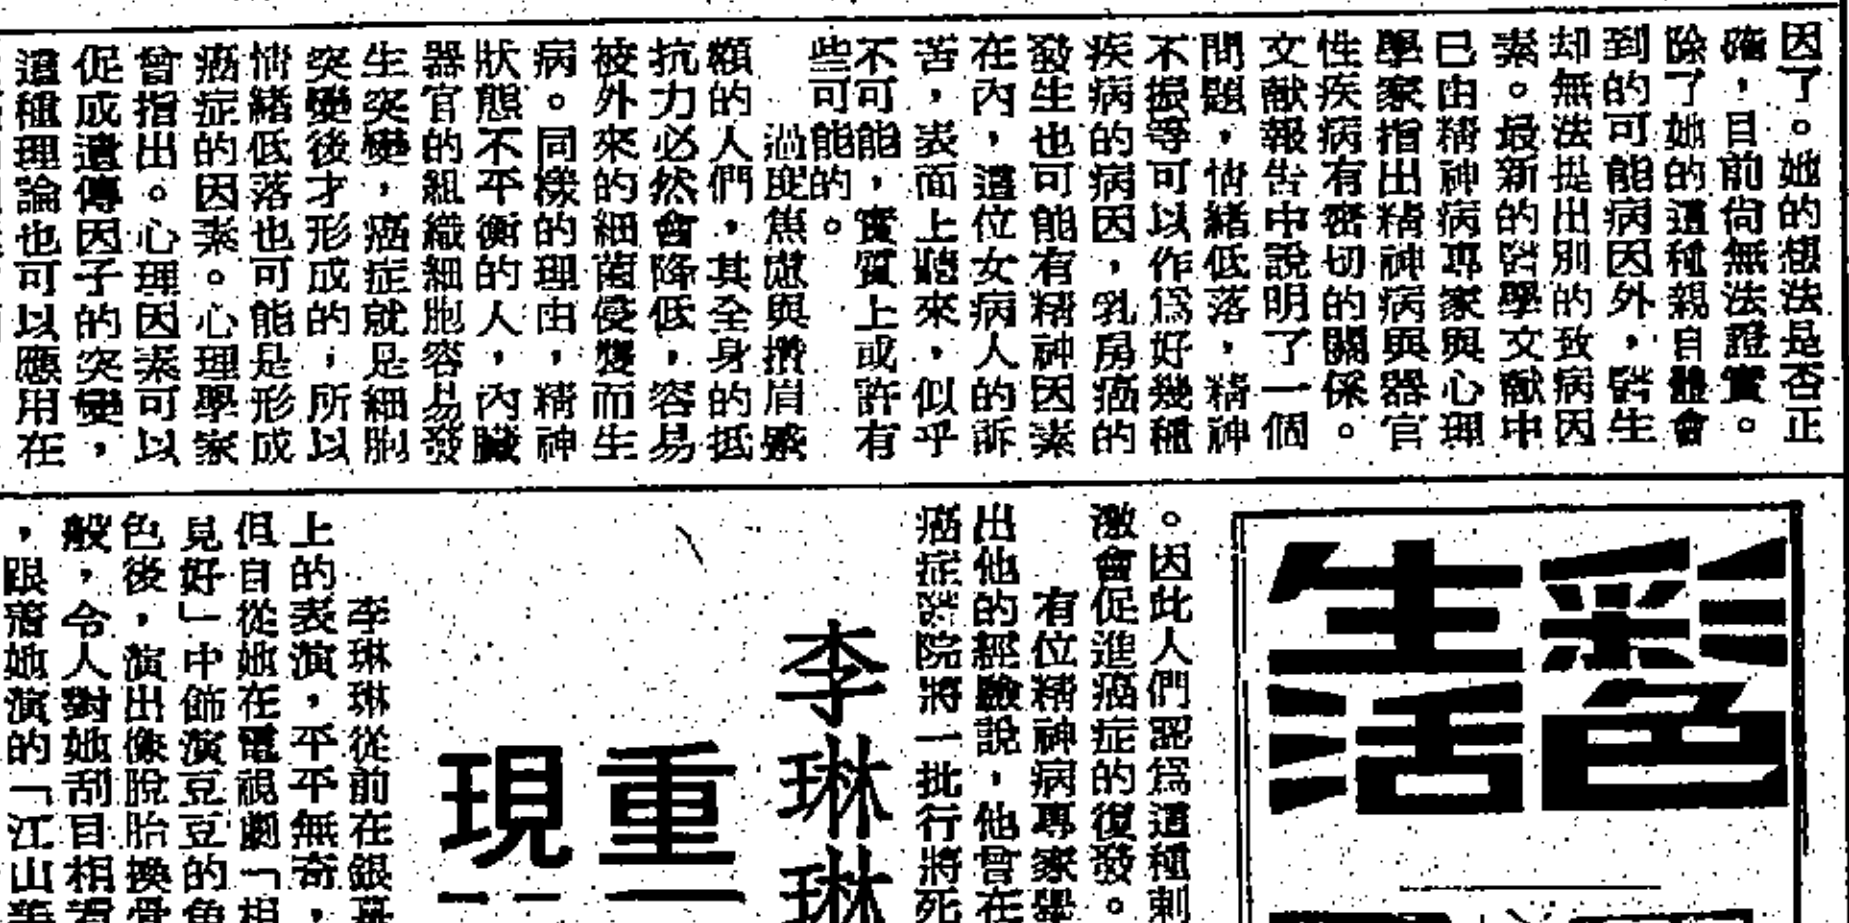 因了。她的想法是否正
確，目前尚無法證實。
除了她的這種親自體會
到的可能病因外，醫生
却無法提出別的致病因
素。最新的醫學文献中
已由精神病專家與心理
學家指出精神病與器官
性疾病有密切的關係。
文献報告中說明了一個
問題，情緒低落，精神
不振等可以作爲好幾種
疾病的病因，乳房癌的
發生也可能有精神因素
在內，這位女病人的訴
苦，表面上聽來，似乎
不可能，實質上或許有
些可能的。
過度焦慮與攢眉蹙
額的人們，其全身的抵
抗力必然會降低，容易
被外來的細菌侵襲而生
病。同樣的理由，精神
狀態不平衡的人，內臟
器官的組織細胞容易發
生突變，癌症就是細胞
突變後才形成的；所以
情緒低落也可能是形成
癌症的因素。心理學家
曾指出。心理因素可以
促成遺傳因子的突變，
這種理論也可以應用在
彩色
生活
。因此人們認爲這種刺
激會促進癌症的復發。
有位精神病專家舉
出他的經驗說，他曾在
癌症醫院將一批行將死
李琳琳
重
現
李琳琳從前在銀幕
上的表演，平平無奇，
但自從她在電視劇「相
見好」中飾演豆豆的角
色後，演出像脫胎換骨
般，令人對她刮目相看
，跟着她演的「江山美